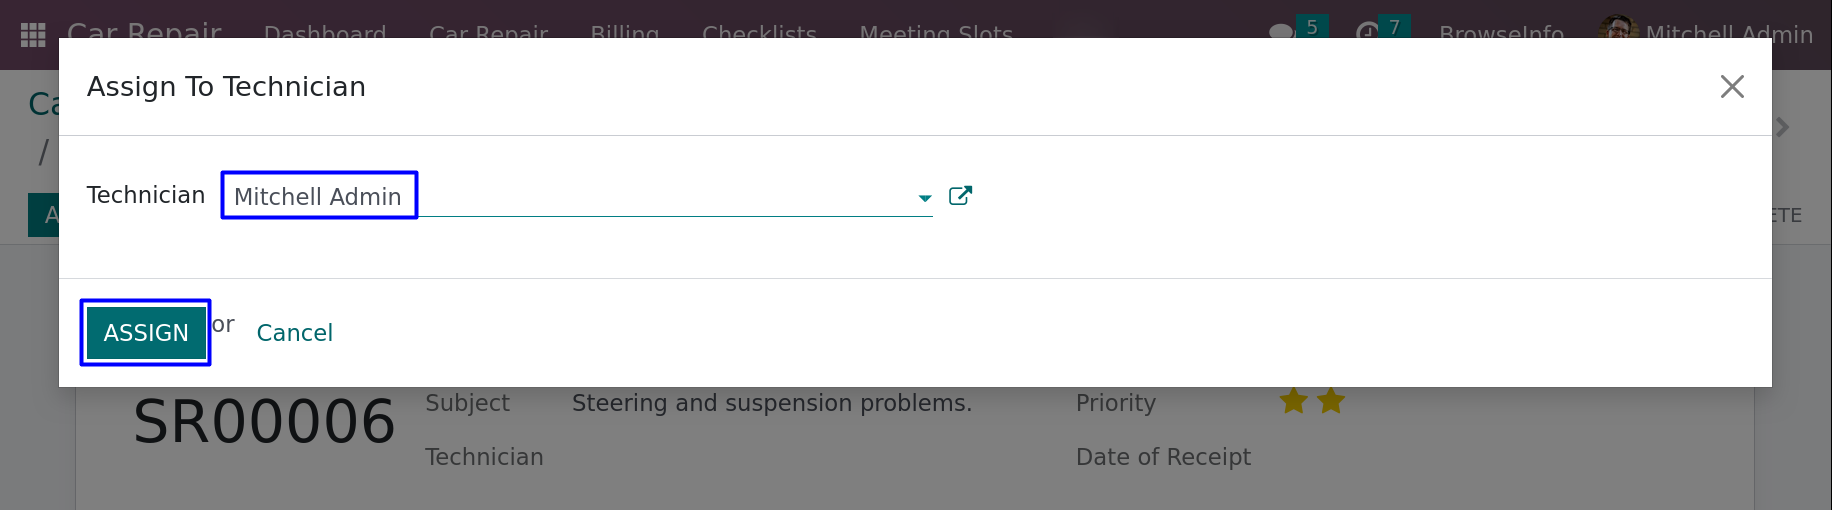 Car Repair Dashboard Car Repair Billing Checklists Meeting Slots 5 7 BrowseInfo Mitchell Admin
Assign To Technician
Ca
/
Technician Mitchell Admin
A
ETE
ASSIGN or Cancel
SR00006
Subject Steering and suspension problems.
Priority
Technician
Date of Receipt